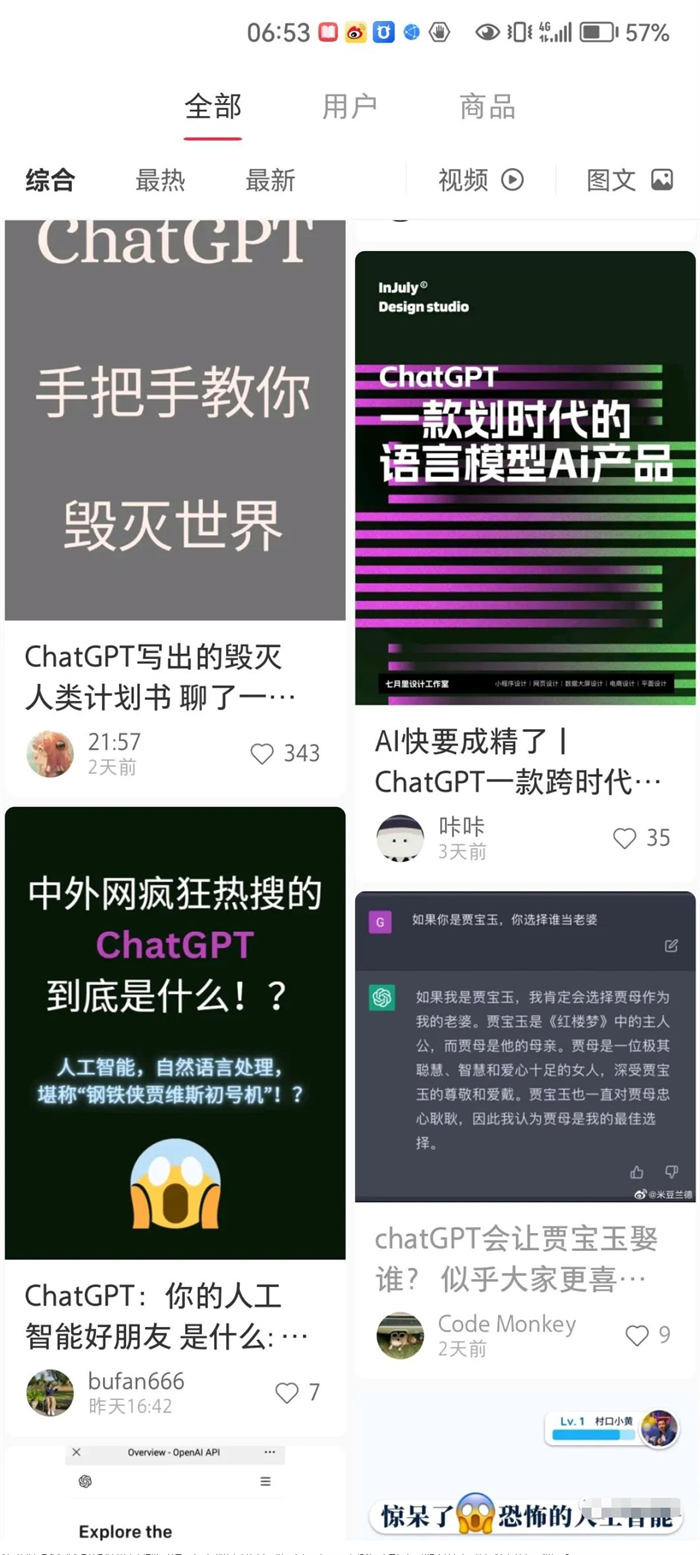 06:53
4G
57%
全部
用户
商品
综合
最热
最新
视频
图文
ChatGPT
手把手教你
毁灭世界
ChatGPT写出的毁灭
人类计划书 聊了一…
21:57
2天前
343
InJuly©
Design studio
ChatGPT
一款划时代的
语言模型Ai产品
七月里设计工作室
小程序设计 | 网页设计 | 数据大屏设计 | 电商设计 | 平面设计
AI快要成精了丨
ChatGPT一款跨时代…
咔咔
3天前
35
中外网疯狂热搜的
ChatGPT
到底是什么！？
人工智能，自然语言处理，
堪称“钢铁侠贾维斯初号机”！？
ChatGPT：你的人工
智能好朋友 是什么: …
bufan666
昨天16:42
7
G
如果你是贾宝玉，你选择谁当老婆
如果我是贾宝玉，我肯定会选择贾母作为
我的老婆。贾宝玉是《红楼梦》中的主人
公，而贾母是他的母亲。贾母是一位极其
聪慧、智慧和爱心十足的女人，深受贾宝
玉的尊敬和爱戴。贾宝玉也一直对贾母忠
心耿耿，因此我认为贾母是我的最佳选
择。
@米豆兰德
chatGPT会让贾宝玉娶
谁？ 似乎大家更喜…
Code Monkey
2天前
9
Overview - OpenAI API
Explore the
Lv. 1 村口小黄
惊呆了
恐怖的人工智能